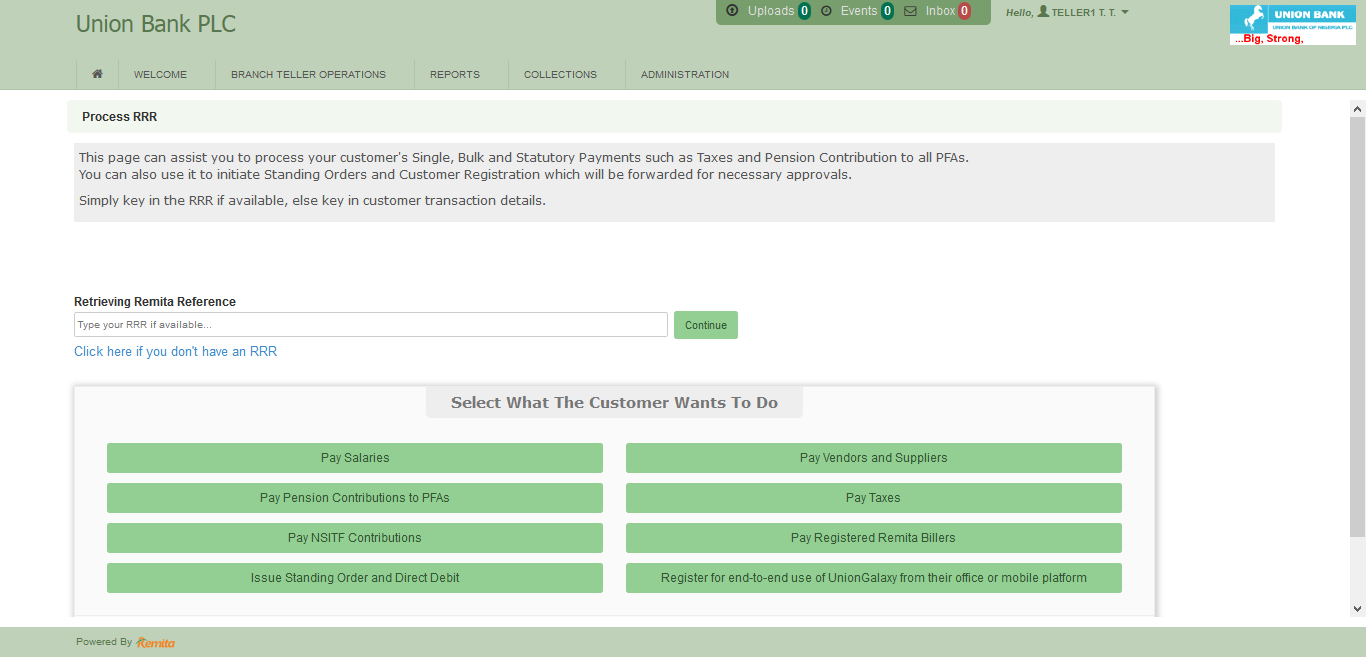 Union Bank PLC
Uploads 0 Events 0 Inbox 0
Hello, TELLER1 T. T.
UNION BANK
UNION BANK OF NIGERIA PLC
...Big, Strong,
WELCOME BRANCH TELLER OPERATIONS REPORTS COLLECTIONS ADMINISTRATION
Process RRR
This page can assist you to process your customer's Single, Bulk and Statutory Payments such as Taxes and Pension Contribution to all PFAs.
You can also use it to initiate Standing Orders and Customer Registration which will be forwarded for necessary approvals.
Simply key in the RRR if available, else key in customer transaction details.
Retrieving Remita Reference
Type your RRR if available... Continue
Click here if you don't have an RRR
Select What The Customer Wants To Do
Pay Salaries Pay Vendors and Suppliers
Pay Pension Contributions to PFAs Pay Taxes
Pay NSITF Contributions Pay Registered Remita Billers
Issue Standing Order and Direct Debit Register for end-to-end use of UnionGalaxy from their office or mobile platform
Powered By Remita